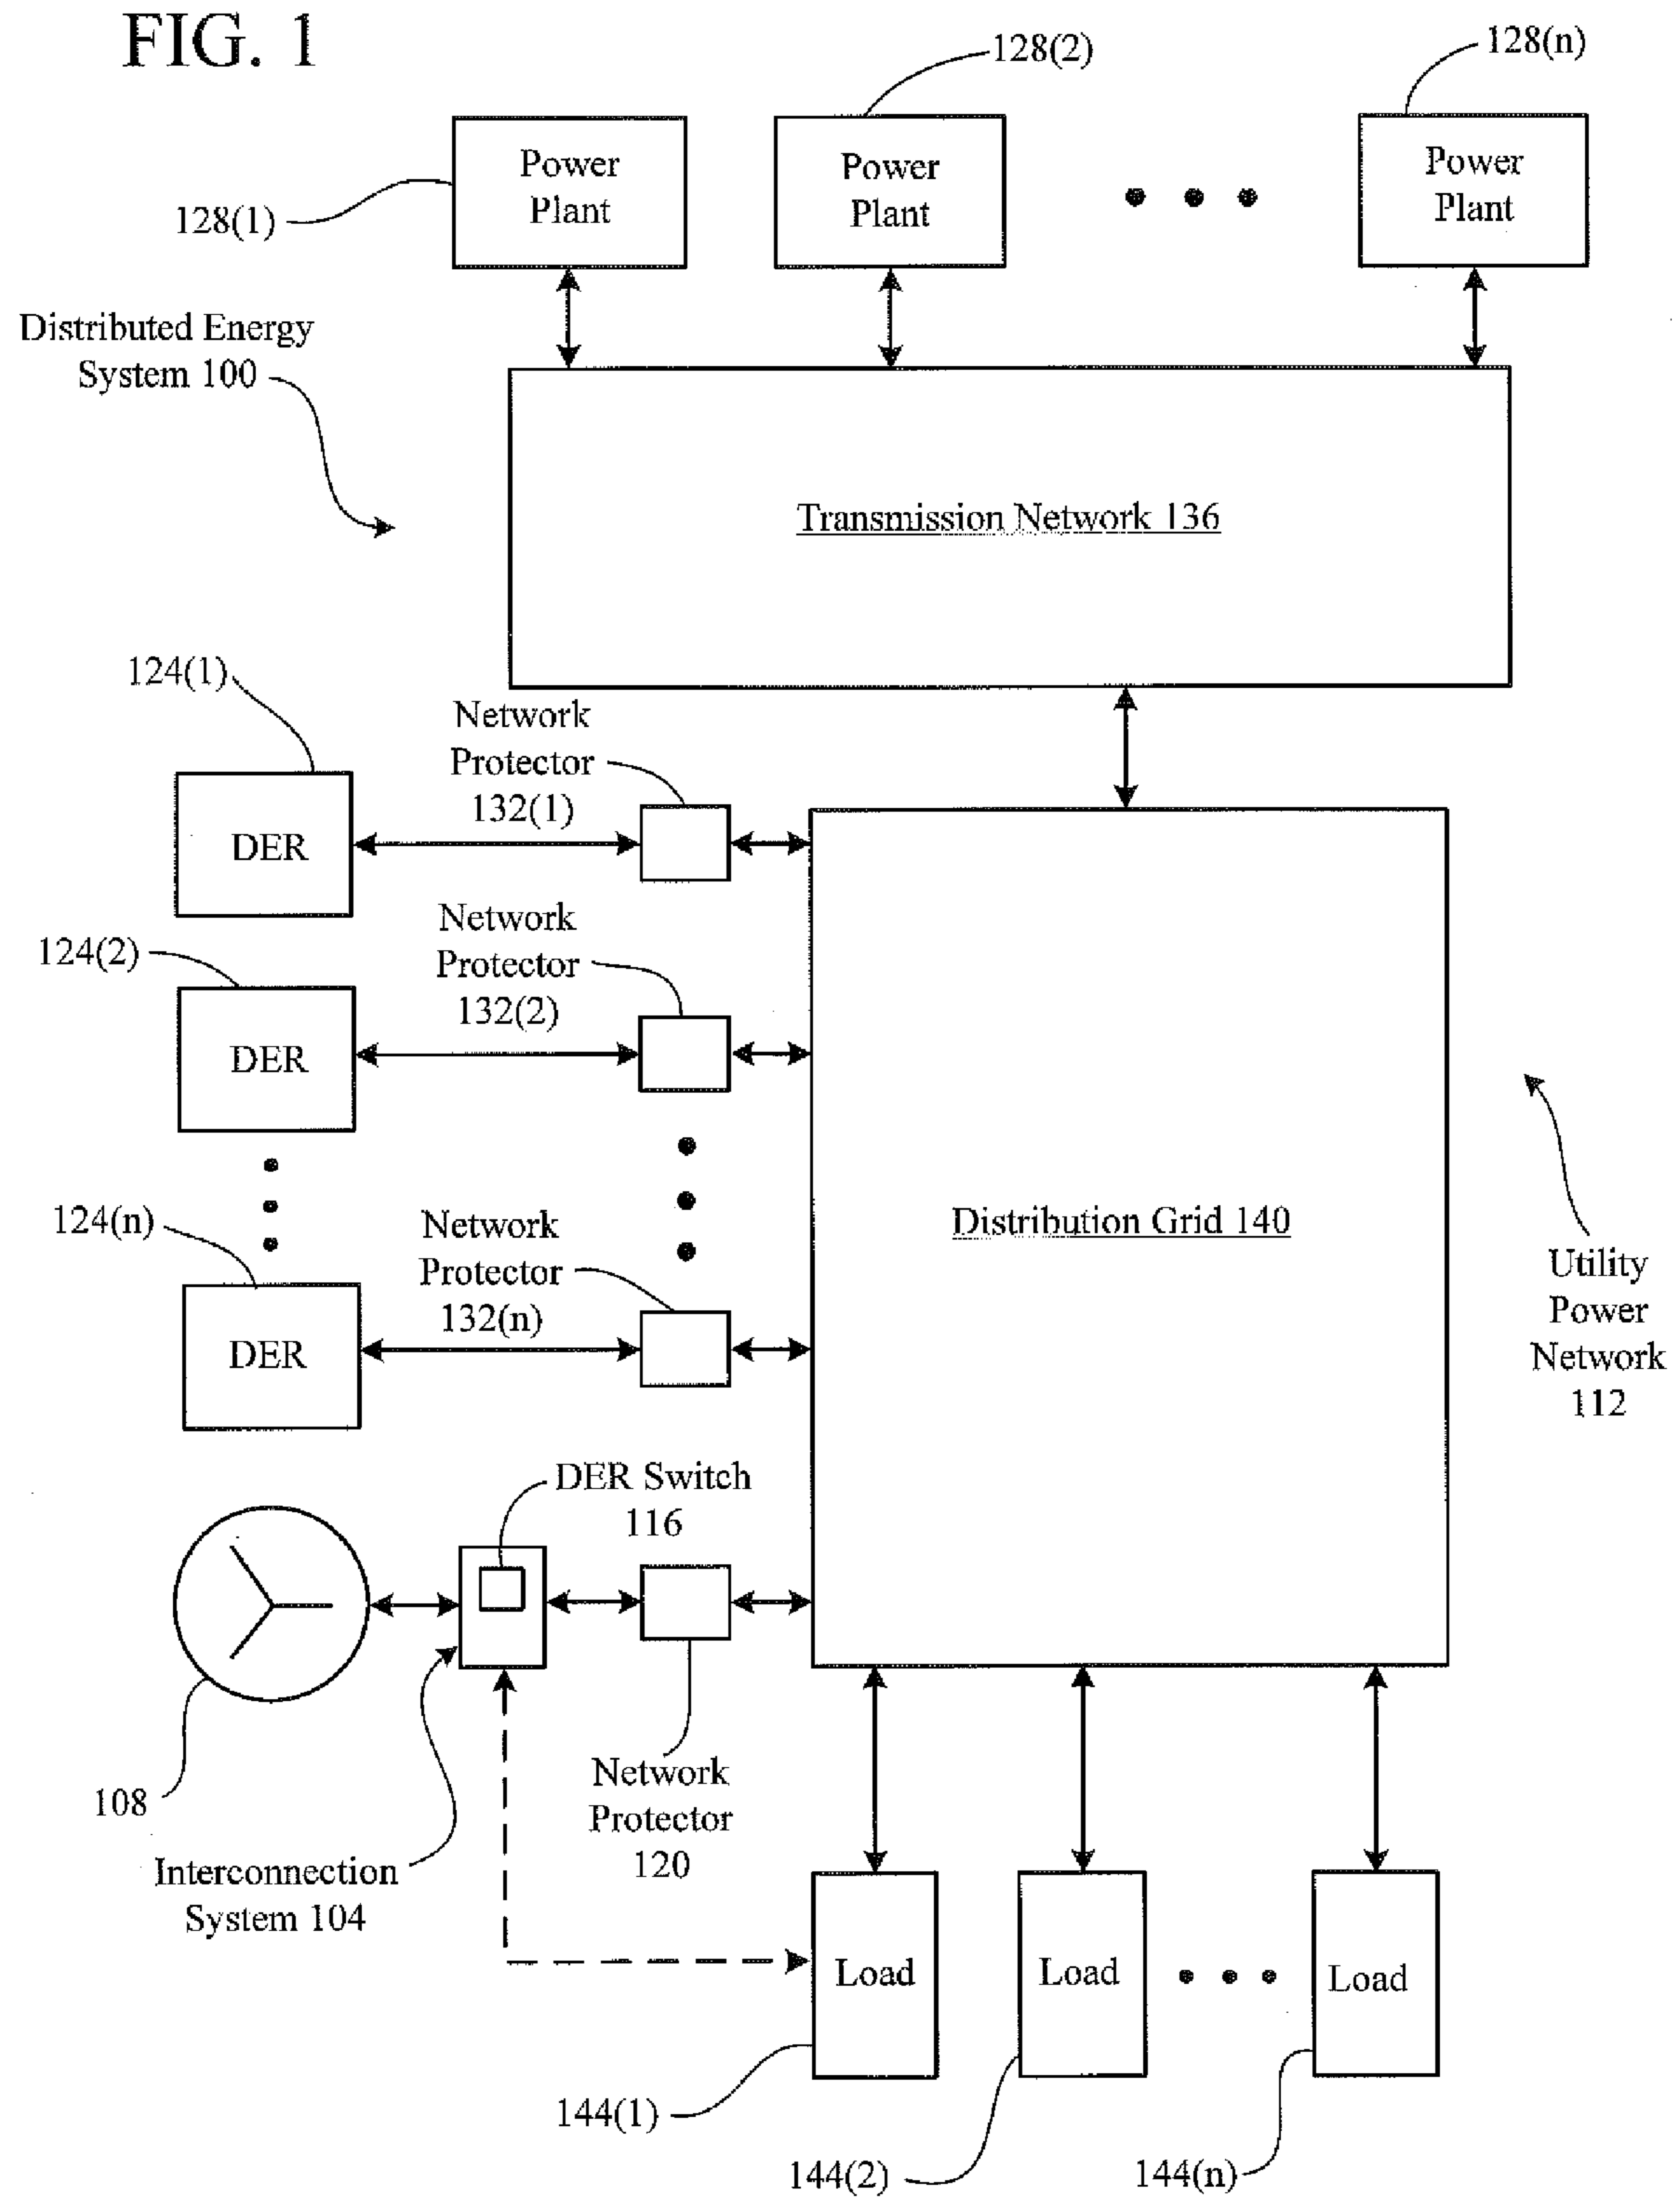 FIG. 1
128(2)
128(n)
Power
Plant
Power
Plant
Power
Plant
128(1)
Distributed Energy
System 100
Transmission Network 136
124(1)
Network
Protector
132(1)
DER
124(2)
Network
Protector
132(2)
DER
124(n)
Network
Protector
132(n)
DER
Distribution Grid 140
Utility
Power
Network
112
DER Switch
116
108
Network
Protector
120
Interconnection
System 104
Load
Load
Load
144(1)
144(2)
144(n)